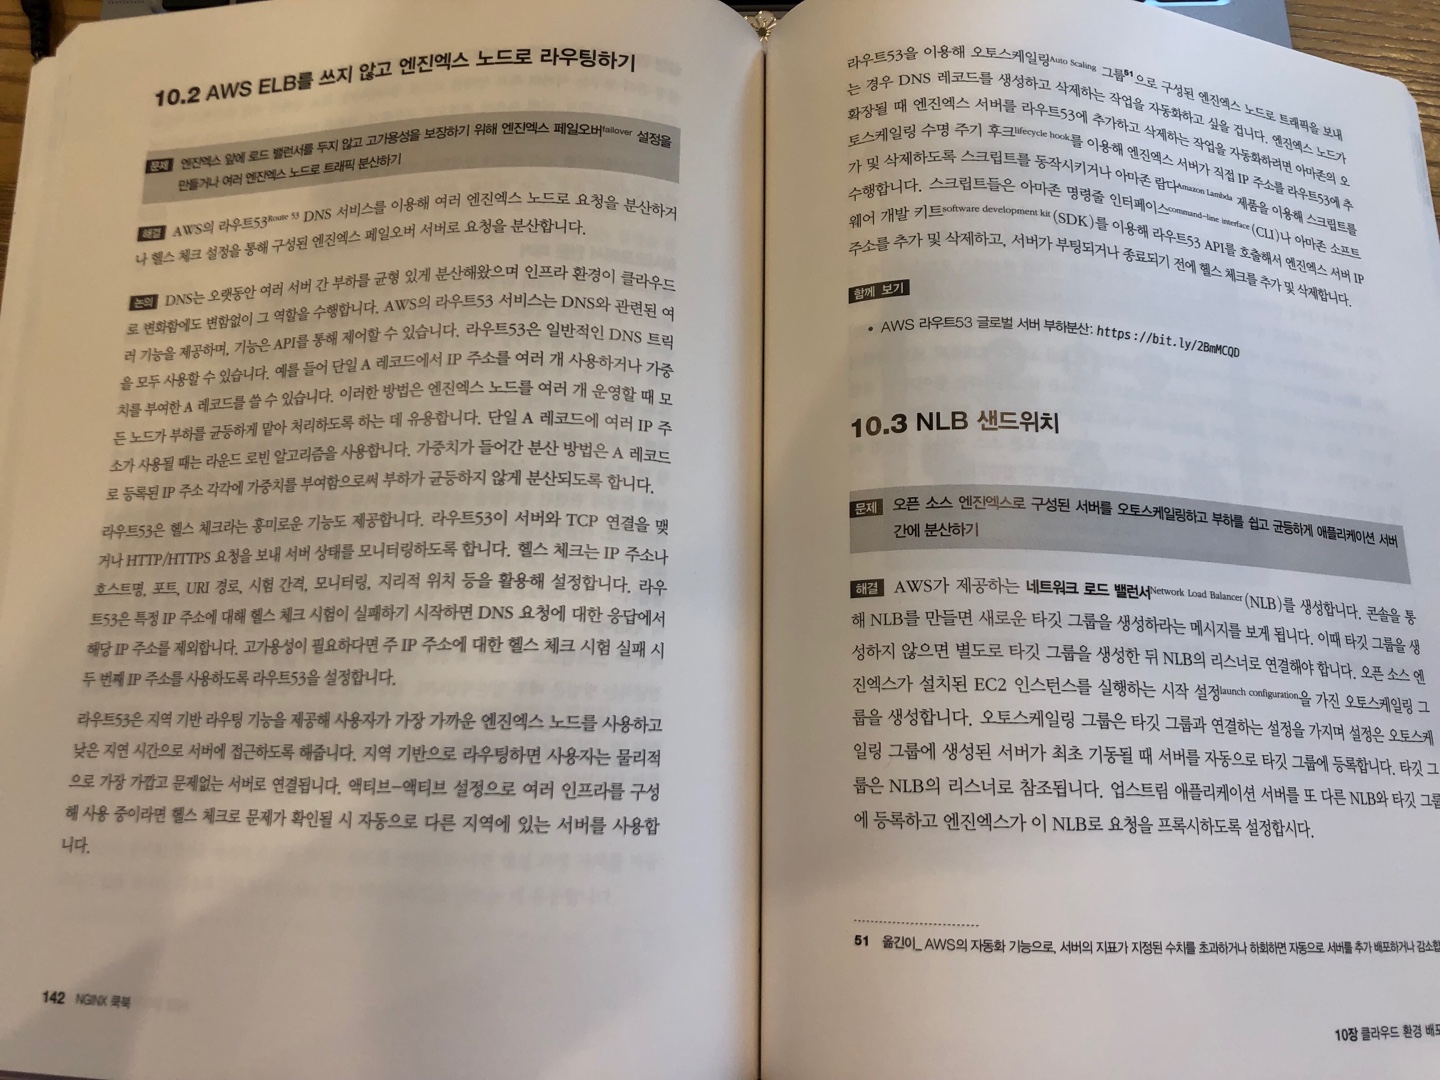 10.2 AWS ELB를 쓰지 않고 엔진엑스 노드로 라우팅하기
문제 엔진엑스 앞에 로드 밸런서를 두지 않고 고가용성을 보장하기 위해 엔진엑스 페일오버failover 설정을
만들거나 여러 엔진엑스 노드로 트래픽 분산하기
해결 AWS의 라우트53Route 53 DNS 서비스를 이용해 여러 엔진엑스 노드로 요청을 분산하거
나 헬스 체크 설정을 통해 구성된 엔진엑스 페일오버 서버로 요청을 분산합니다.
논의 DNS는 오랫동안 여러 서버 간 부하를 균형 있게 분산해왔으며 인프라 환경이 클라우드
로 변화함에도 변함없이 그 역할을 수행합니다. AWS의 라우트53 서비스는 DNS와 관련된 여
러 기능을 제공하며, 기능은 API를 통해 제어할 수 있습니다. 라우트53은 일반적인 DNS 트릭
을 모두 사용할 수 있습니다. 예를 들어 단일 A 레코드에서 IP 주소를 여러 개 사용하거나 가중
치를 부여한 A 레코드를 쓸 수 있습니다. 이러한 방법은 엔진엑스 노드를 여러 개 운영할 때 모
든 노드가 부하를 균등하게 맡아 처리하도록 하는 데 유용합니다. 단일 A 레코드에 여러 IP 주
소가 사용될 때는 라운드 로빈 알고리즘을 사용합니다. 가중치가 들어간 분산 방법은 A 레코드
로 등록된 IP 주소 각각에 가중치를 부여함으로써 부하가 균등하지 않게 분산되도록 합니다.
라우트53은 헬스 체크라는 흥미로운 기능도 제공합니다. 라우트53이 서버와 TCP 연결을 맺
거나 HTTP/HTTPS 요청을 보내 서버 상태를 모니터링하도록 합니다. 헬스 체크는 IP 주소나
호스트명, 포트, URI 경로, 시험 간격, 모니터링, 지리적 위치 등을 활용해 설정합니다. 라우
트53은 특정 IP 주소에 대해 헬스 체크 시험이 실패하기 시작하면 DNS 요청에 대한 응답에서
해당 IP 주소를 제외합니다. 고가용성이 필요하다면 주 IP 주소에 대한 헬스 체크 시험 실패 시
두 번째 IP 주소를 사용하도록 라우트53을 설정합니다.
라우트53은 지역 기반 라우팅 기능을 제공해 사용자가 가장 가까운 엔진엑스 노드를 사용하고
낮은 지연 시간으로 서버에 접근하도록 해줍니다. 지역 기반으로 라우팅하면 사용자는 물리적
으로 가장 가깝고 문제없는 서버로 연결됩니다. 액티브-액티브 설정으로 여러 인프라를 구성
해 사용 중이라면 헬스 체크로 문제가 확인될 시 자동으로 다른 지역에 있는 서버를 사용합
니다.
142 NGINX 쿡북
라우트53을 이용해 오토스케일링Auto Scaling 그룹51으로 구성된 엔진엑스 노드로 트래픽을 보내
는 경우 DNS 레코드를 생성하고 삭제하는 작업을 자동화하고 싶을 겁니다. 엔진엑스 노드가
확장될 때 엔진엑스 서버를 라우트53에 추가하고 삭제하는 작업을 자동화하려면 아마존의 오
토스케일링 수명 주기 후크lifecycle hook를 이용해 엔진엑스 서버가 직접 IP 주소를 라우트53에 추
가 및 삭제하도록 스크립트를 동작시키거나 아마존 람다Amazon Lambda 제품을 이용해 스크립트를
수행합니다. 스크립트들은 아마존 명령줄 인터페이스command-line interface(CLI)나 아마존 소프트
웨어 개발 키트software development kit(SDK)를 이용해 라우트53 API를 호출해서 엔진엑스 서버 IP
주소를 추가 및 삭제하고, 서버가 부팅되거나 종료되기 전에 헬스 체크를 추가 및 삭제합니다.
함께 보기
• AWS 라우트53 글로벌 서버 부하분산: https://bit.ly/2BmMCQD
10.3 NLB 샌드위치
문제 오픈 소스 엔진엑스로 구성된 서버를 오토스케일링하고 부하를 쉽고 균등하게 애플리케이션 서버
간에 분산하기
해결 AWS가 제공하는 네트워크 로드 밸런서Network Load Balancer(NLB)를 생성합니다. 콘솔을 통
해 NLB를 만들면 새로운 타깃 그룹을 생성하라는 메시지를 보게 됩니다. 이때 타깃 그룹을 생
성하지 않으면 별도로 타깃 그룹을 생성한 뒤 NLB의 리스너로 연결해야 합니다. 오픈 소스 엔
진엑스가 설치된 EC2 인스턴스를 실행하는 시작 설정launch configuration을 가진 오토스케일링 그
룹을 생성합니다. 오토스케일링 그룹은 타깃 그룹과 연결하는 설정을 가지며 설정은 오토스케
일링 그룹에 생성된 서버가 최초 기동될 때 서버를 자동으로 타깃 그룹에 등록합니다. 타깃 그
룹은 NLB의 리스너로 참조됩니다. 업스트림 애플리케이션 서버를 또 다른 NLB와 타깃 그룹
에 등록하고 엔진엑스가 이 NLB로 요청을 프록시하도록 설정합시다.
51 옮긴이_ AWS의 자동화 기능으로, 서버의 지표가 지정된 수치를 초과하거나 하회하면 자동으로 서버를 추가 배포하거나 감소합
10장 클라우드 환경 배포